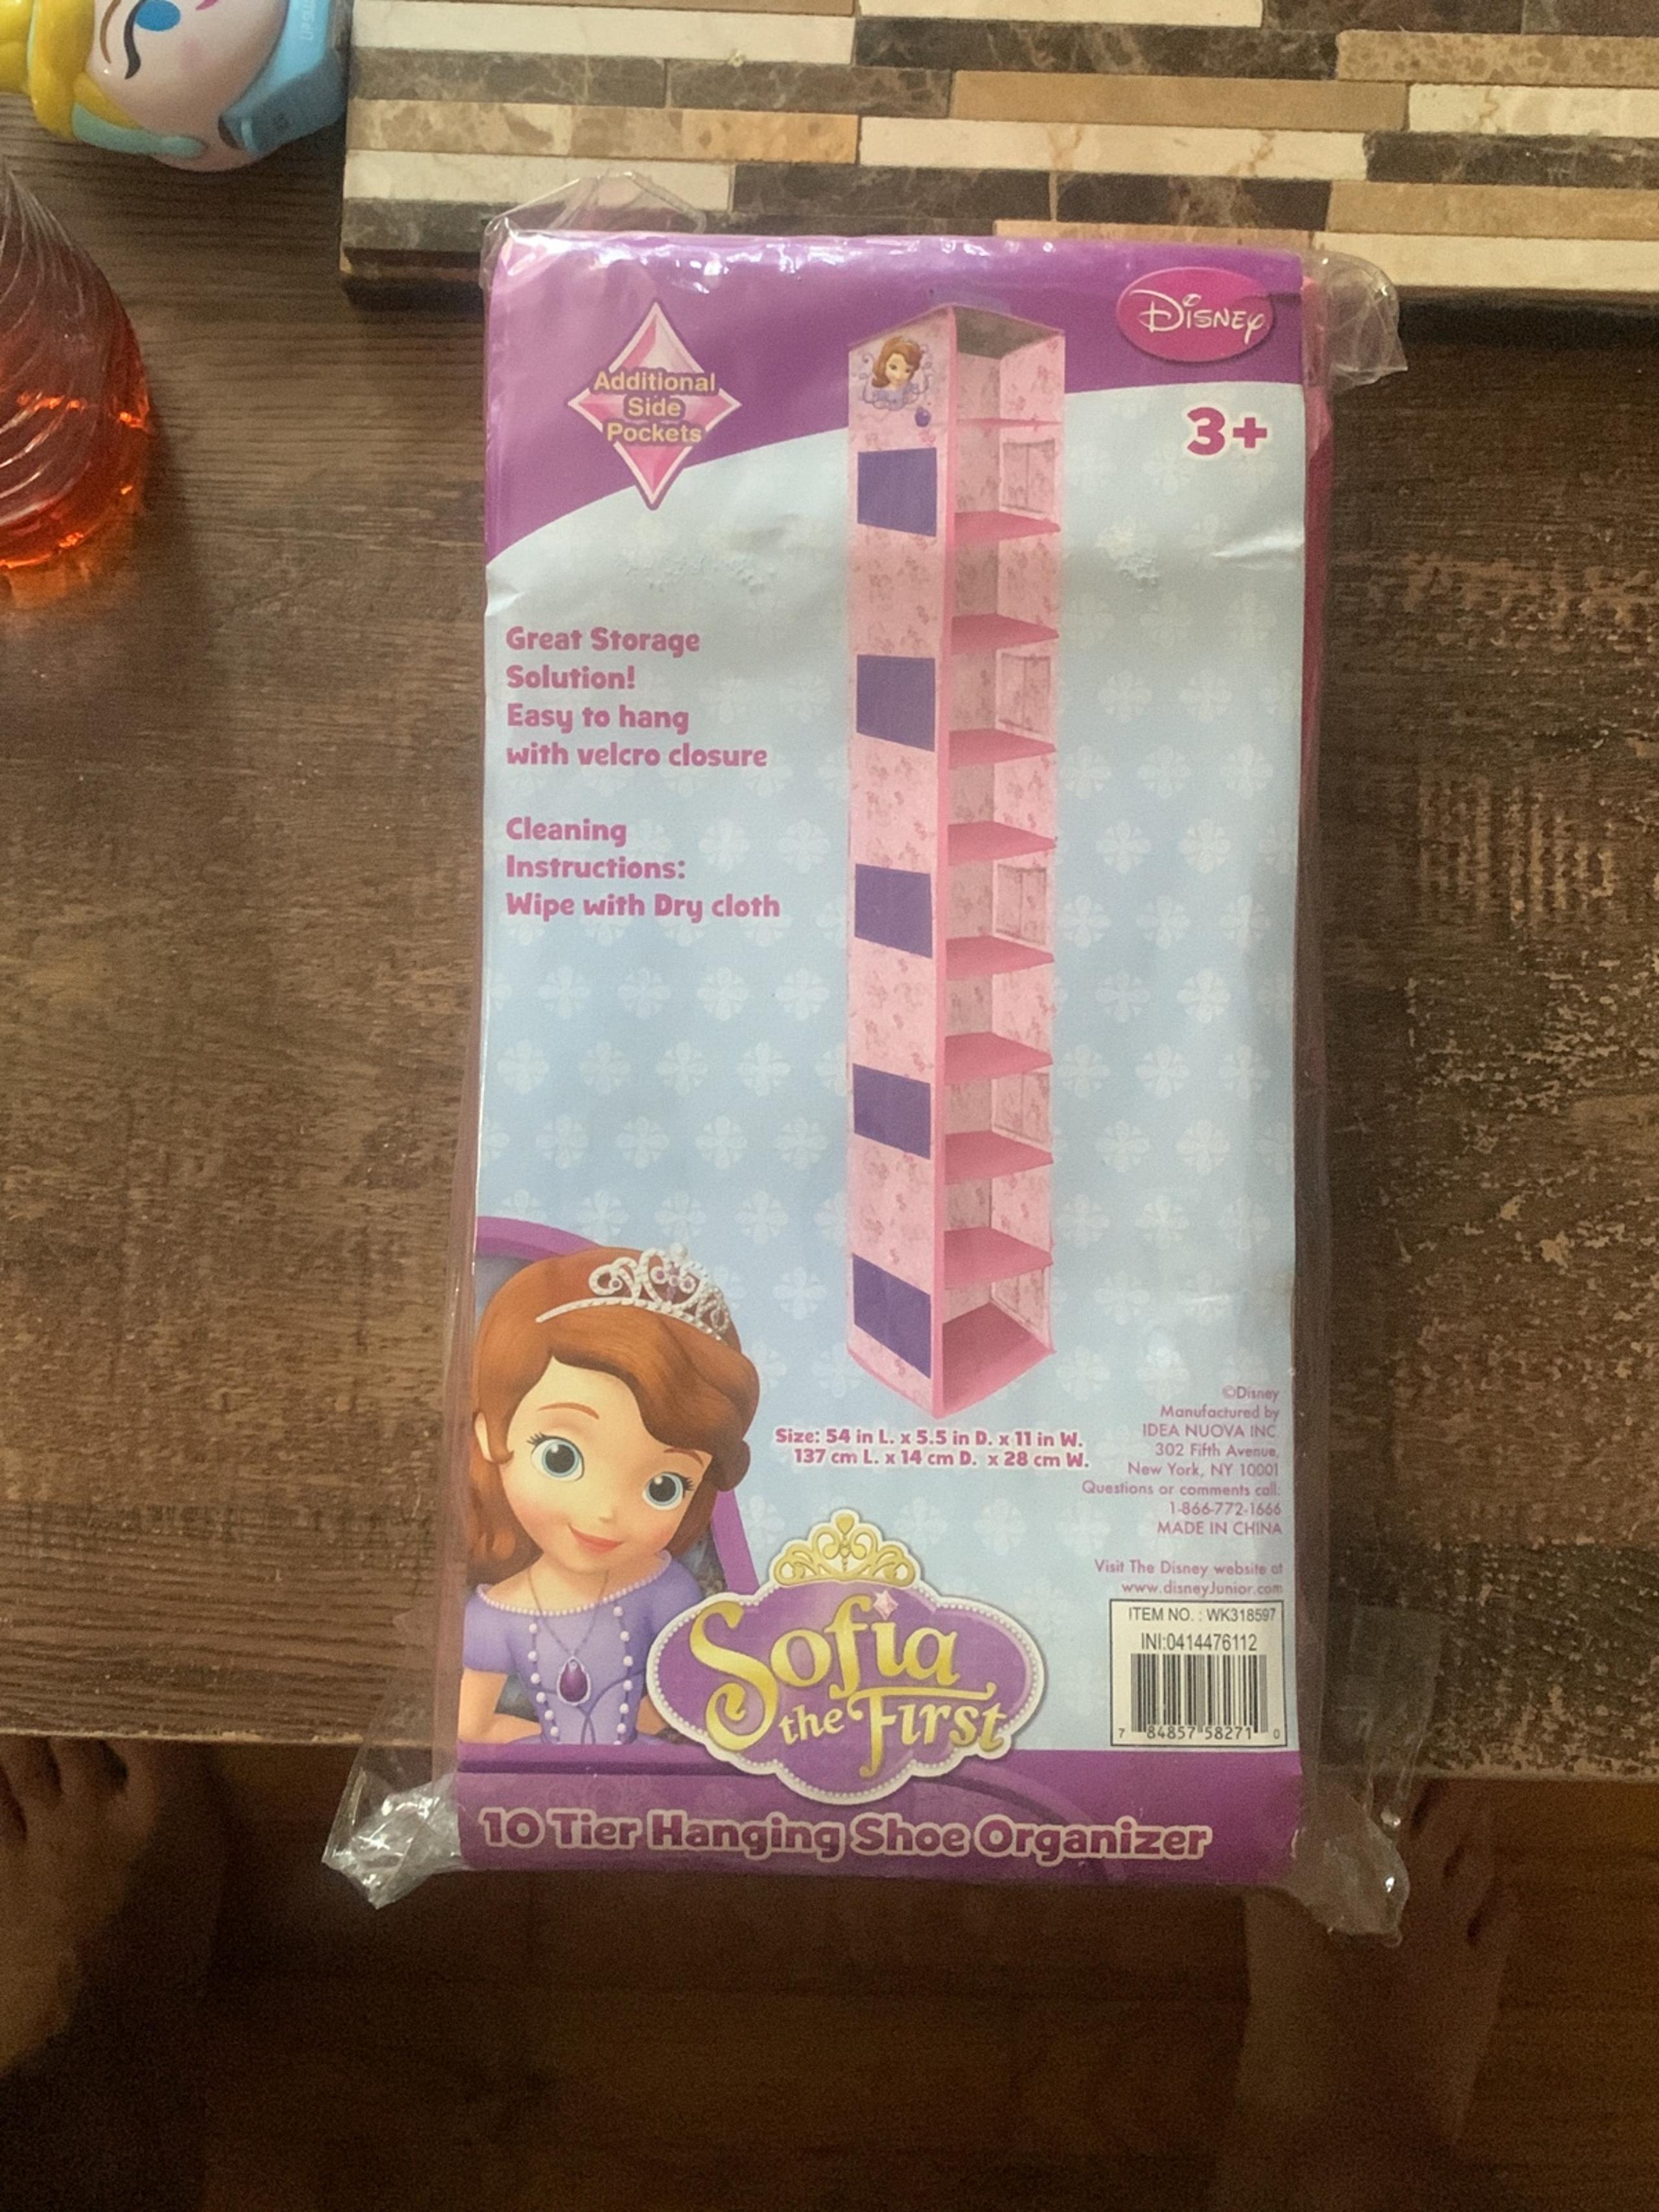 Disney
Additional
Side
Pockets
3+
Great Storage
Solution!
Easy to hang
with velcro closure
Cleaning
Instructions:
Wipe with Dry cloth
Size: 54 in L. x 5.5 in D. x 11 in W.
137 cm L. x 14 cm D. x 28 cm W.
©Disney
Manufactured by
IDEA NUOVA INC
302 Fifth Avenue,
New York, NY 10001
Questions or comments call:
1-866-772-1666
MADE IN CHINA
Visit The Disney website at
www.disneyJunior.com
ITEM NO. : WK318597
INI:0414476112
7 84857 58271 0
Sofia
the First
10 Tier Hanging Shoe Organizer